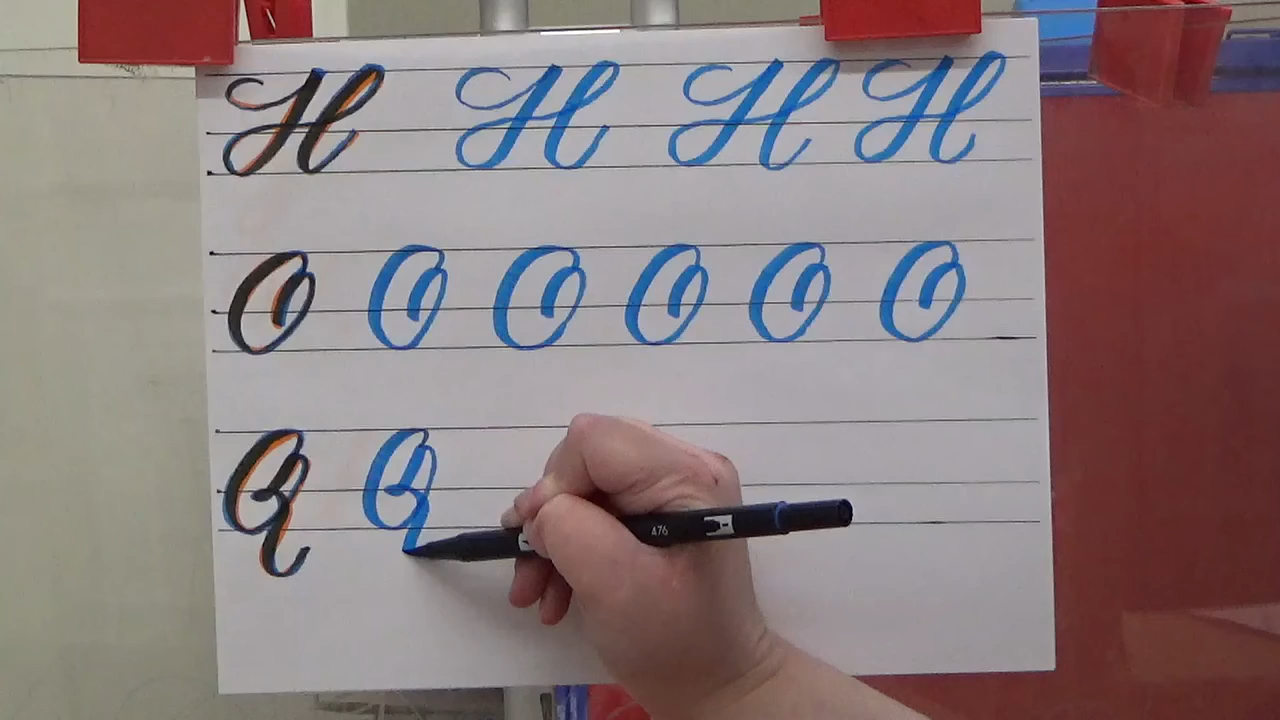 H H H H
O O O O O O
Q Q
476